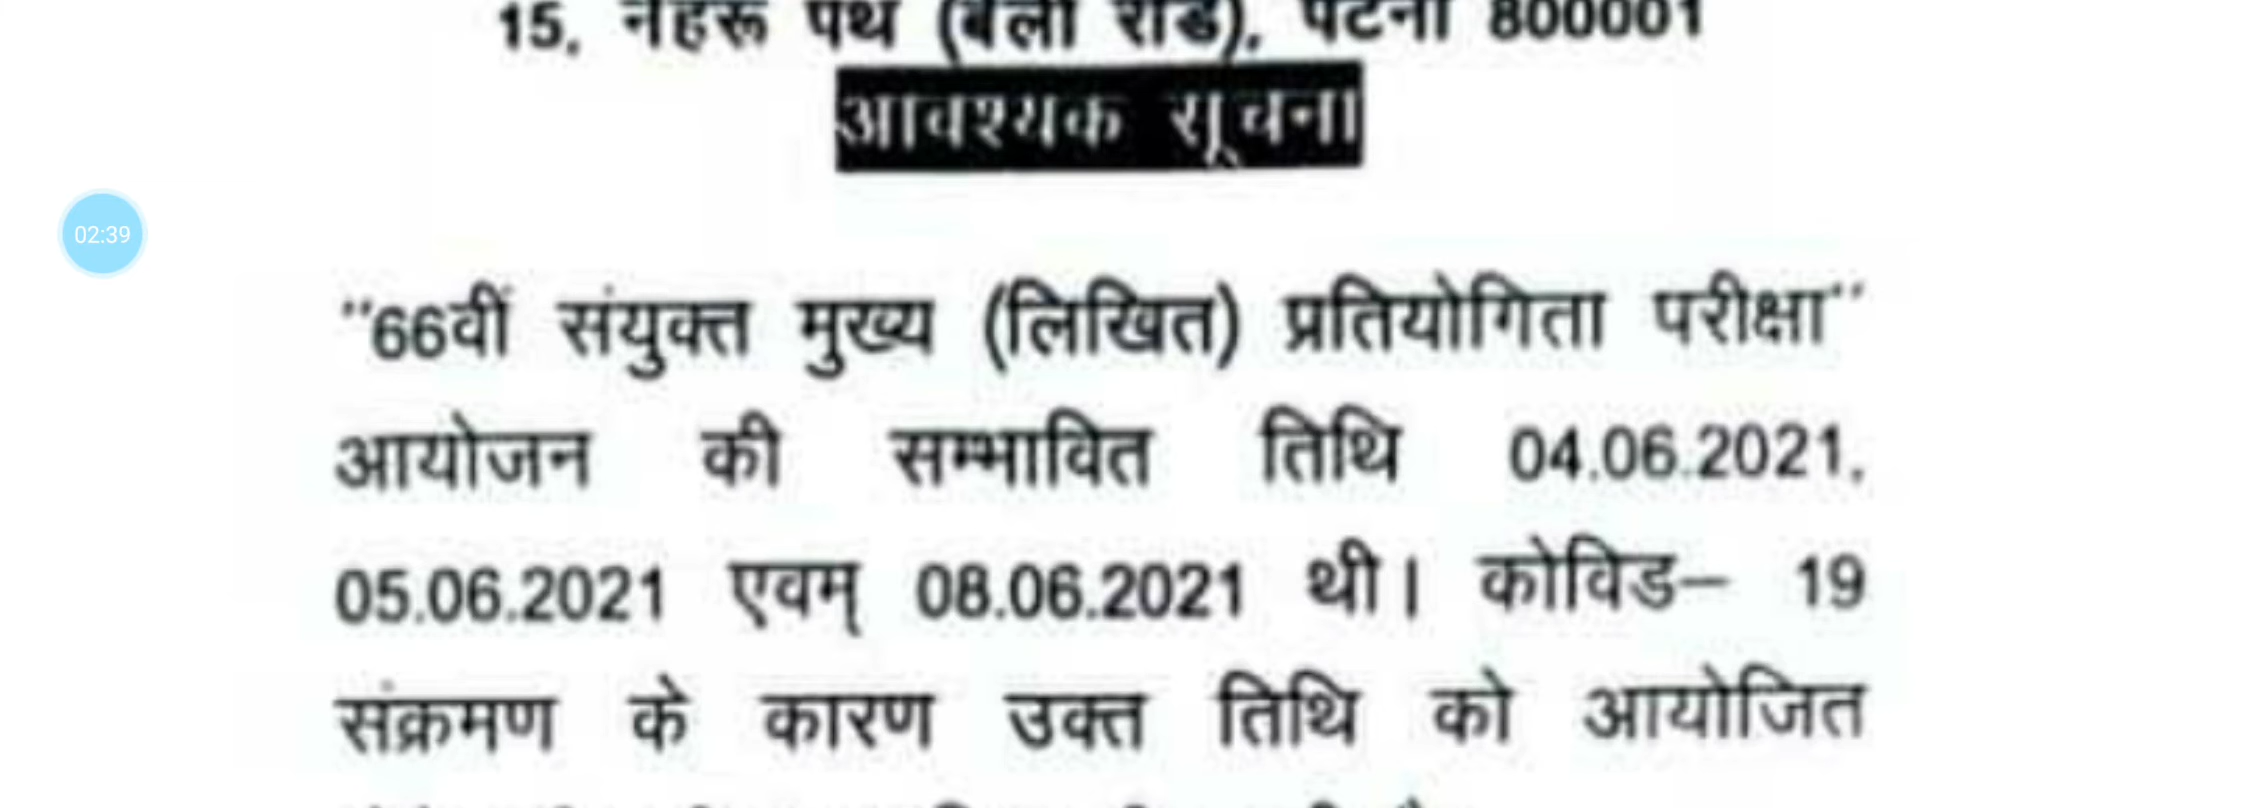 15, नेहरू पथ (बेली रोड), पटना 800001
आवश्यक सूचना
02:39
"66वीं संयुक्त मुख्य (लिखित) प्रतियोगिता परीक्षा"
आयोजन की सम्भावित तिथि 04.06.2021,
05.06.2021 एवम् 08.06.2021 थी। कोविड– 19
संक्रमण के कारण उक्त तिथि को आयोजित